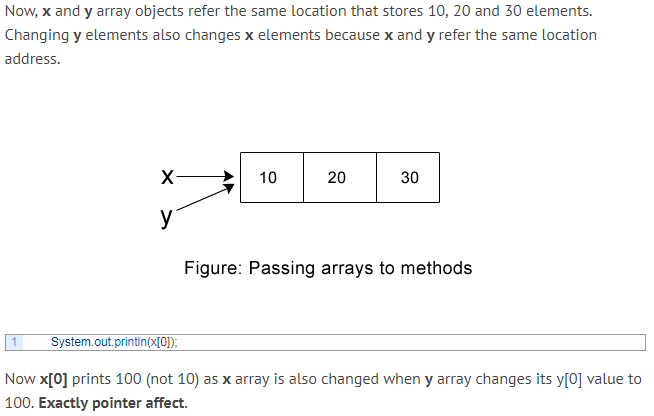 Now, x and y array objects refer the same location that stores 10, 20 and 30 elements.
Changing y elements also changes x elements because x and y refer the same location
address.
x
10 20 30
y
Figure: Passing arrays to methods
1 System.out.println(x[0]);
Now x[0] prints 100 (not 10) as x array is also changed when y array changes its y[0] value to
100. Exactly pointer affect.